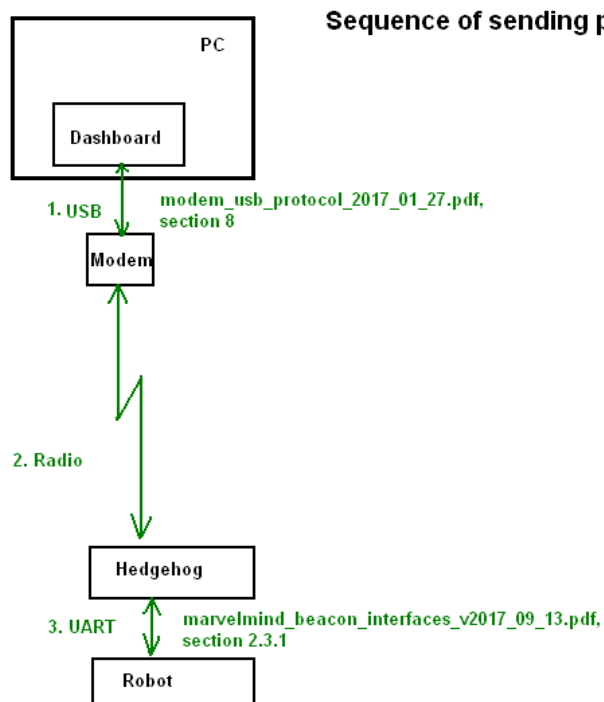 Sequence of sending p
PC
Dashboard
1. USB
modem_usb_protocol_2017_01_27.pdf,
section 8
Modem
2. Radio
Hedgehog
3. UART
marvelmind_beacon_interfaces_v2017_09_13.pdf,
section 2.3.1
Robot